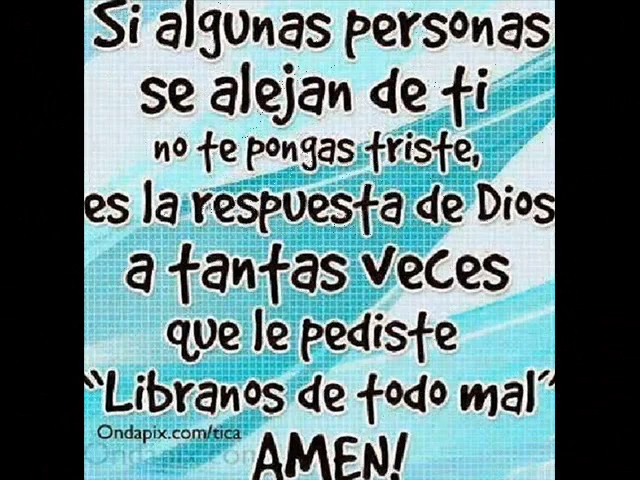 Si algunas personas
se alejan de ti
no te pongas triste,
es la respuesta de Dios
a tantas veces
que le pediste
"Libranos de todo mal"
Ondapix.com/tica
AMEN!